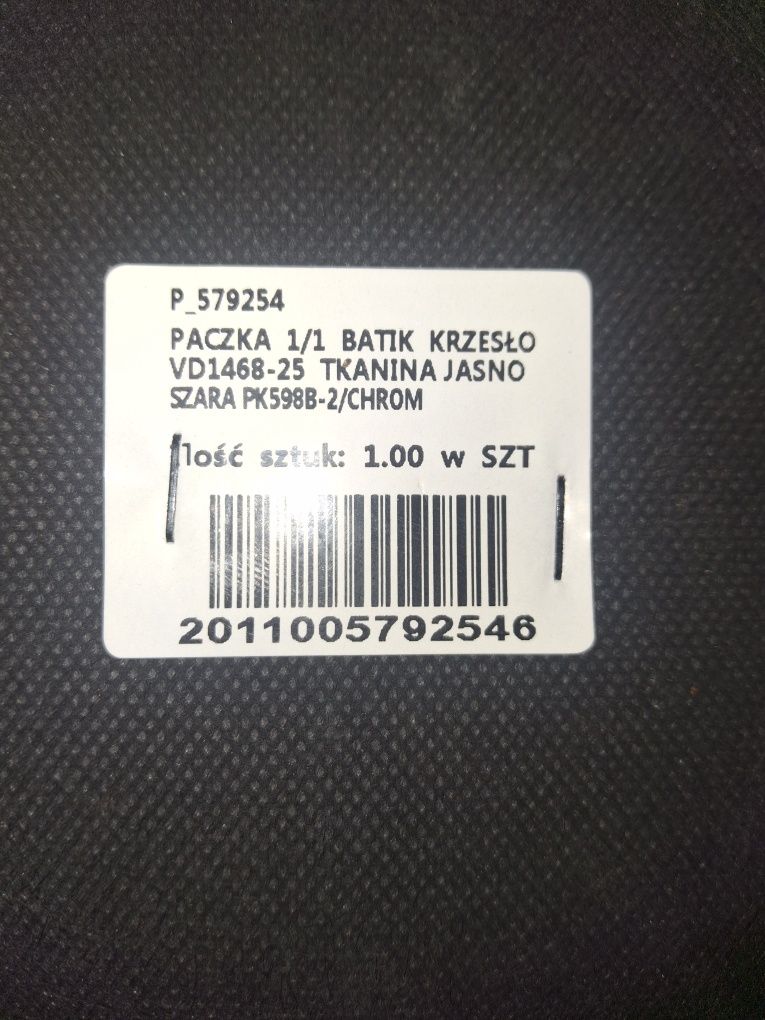 P_579254
PACZKA 1/1 BATIK KRZESŁO
VD1468-25 TKANINA JASNO
SZARA PK598B-2/CHROM
Ilość sztuk: 1.00 w SZT
2011005792546